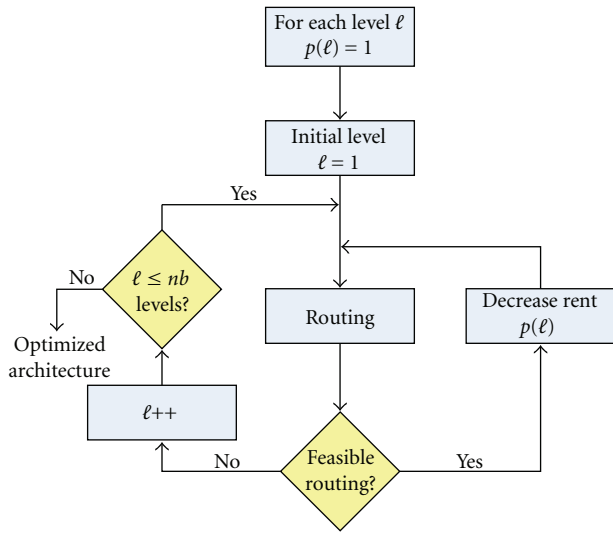 For each level ℓ
p(ℓ) = 1
Initial level
ℓ = 1
Yes
ℓ ≤ nb
levels?
No
Optimized
architecture
Routing
Decrease rent
p(ℓ)
ℓ++
No
Feasible
routing?
Yes